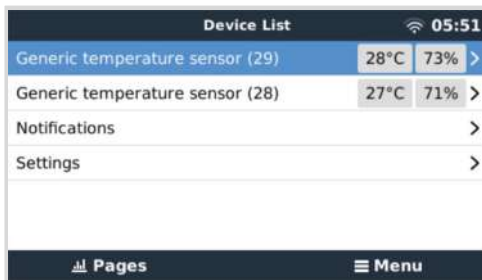 Device List 05:51
Generic temperature sensor (29) 28°C 73% >
Generic temperature sensor (28) 27°C 71% >
Notifications >
Settings >
Pages Menu